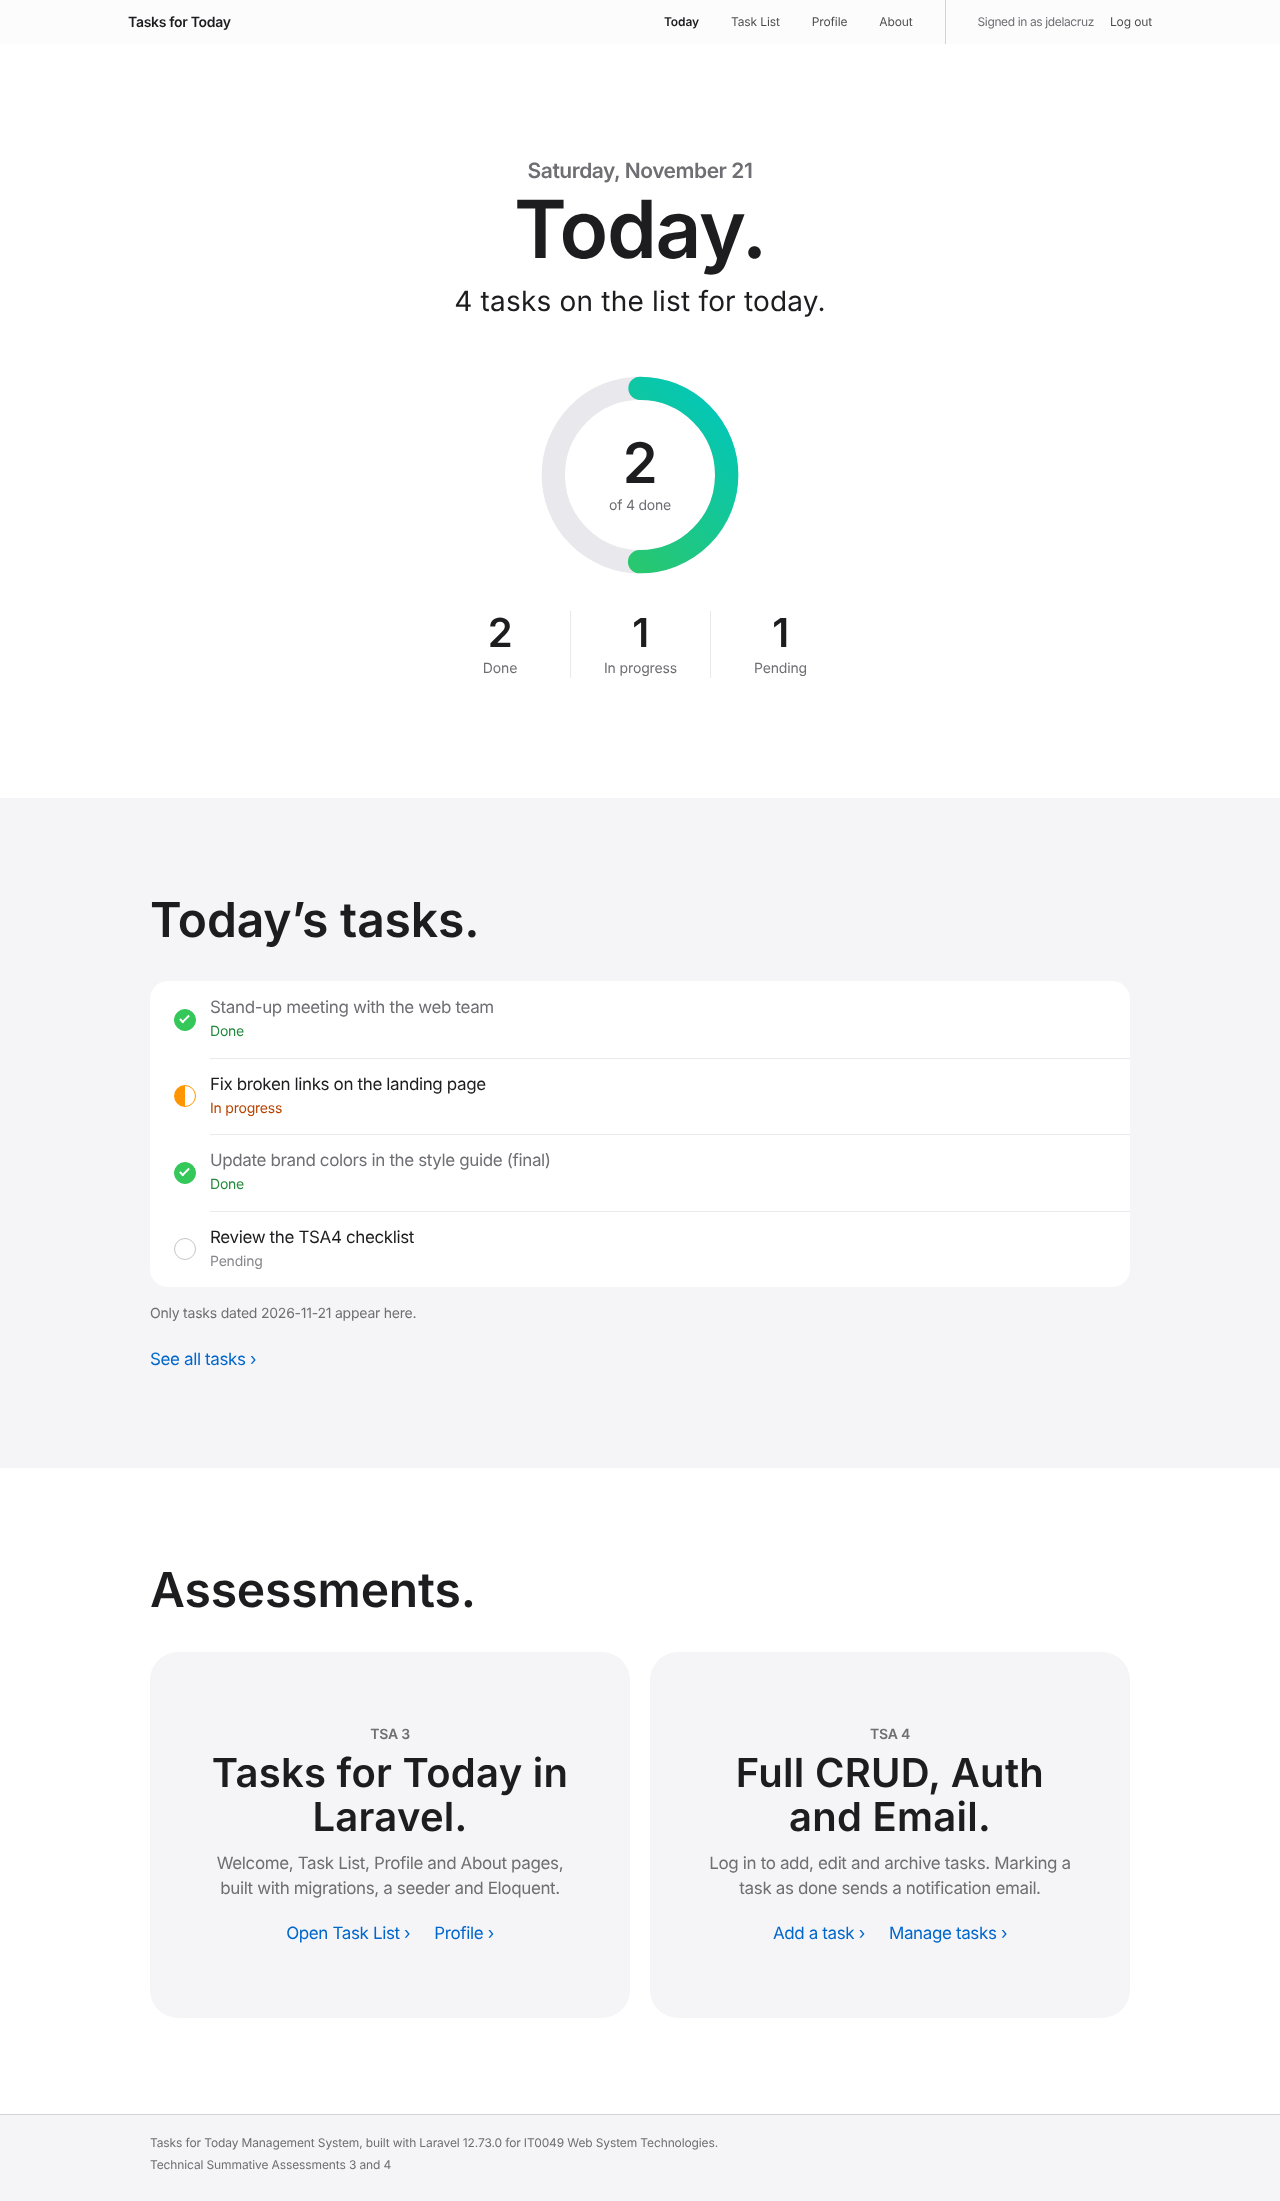 Tasks for Today
Today Task List Profile About Signed in as jdelacruz Log out
Saturday, November 21
Today.
4 tasks on the list for today.
2
of 4 done
2 1 1
Done In progress Pending
Today’s tasks.
Stand-up meeting with the web team
Done
Fix broken links on the landing page
In progress
Update brand colors in the style guide (final)
Done
Review the TSA4 checklist
Pending
Only tasks dated 2026-11-21 appear here.
See all tasks ›
Assessments.
TSA 3
Tasks for Today in
Laravel.
Welcome, Task List, Profile and About pages,
built with migrations, a seeder and Eloquent.
Open Task List › Profile ›
TSA 4
Full CRUD, Auth
and Email.
Log in to add, edit and archive tasks. Marking a
task as done sends a notification email.
Add a task › Manage tasks ›
Tasks for Today Management System, built with Laravel 12.73.0 for IT0049 Web System Technologies.
Technical Summative Assessments 3 and 4